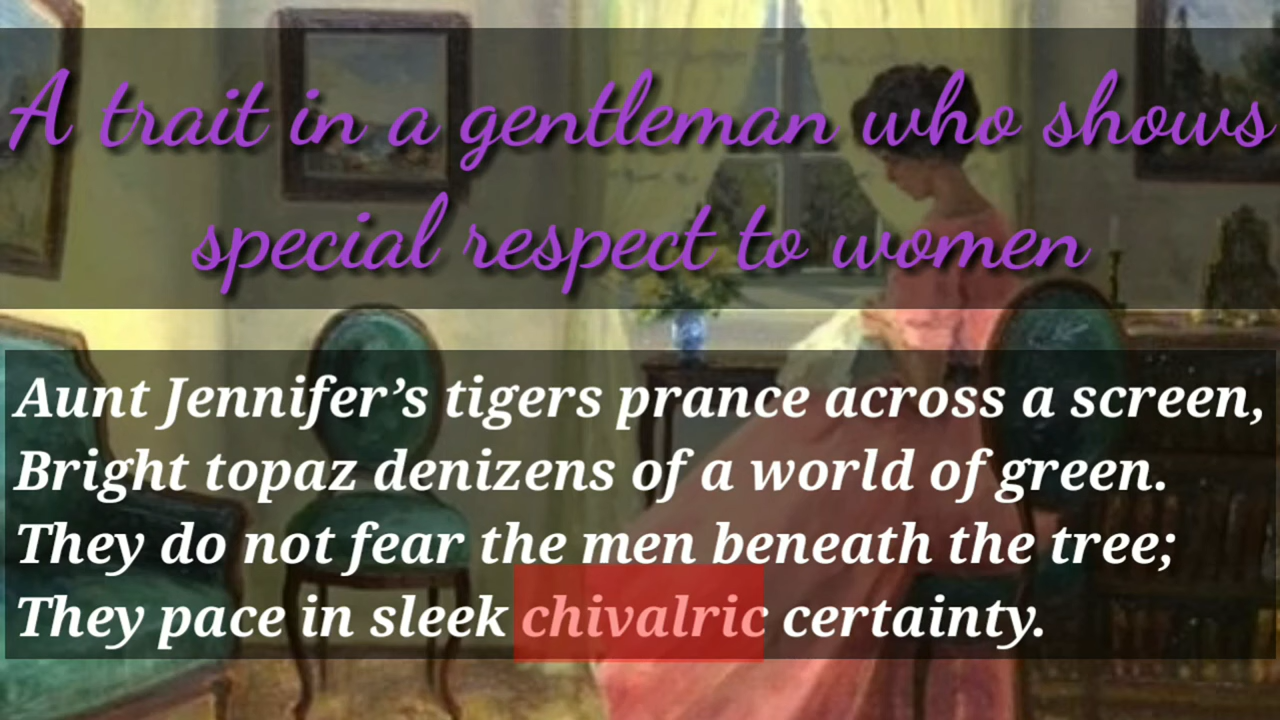 A trait in a gentleman who shows
special respect to women
Aunt Jennifer’s tigers prance across a screen,
Bright topaz denizens of a world of green.
They do not fear the men beneath the tree;
They pace in sleek chivalric certainty.